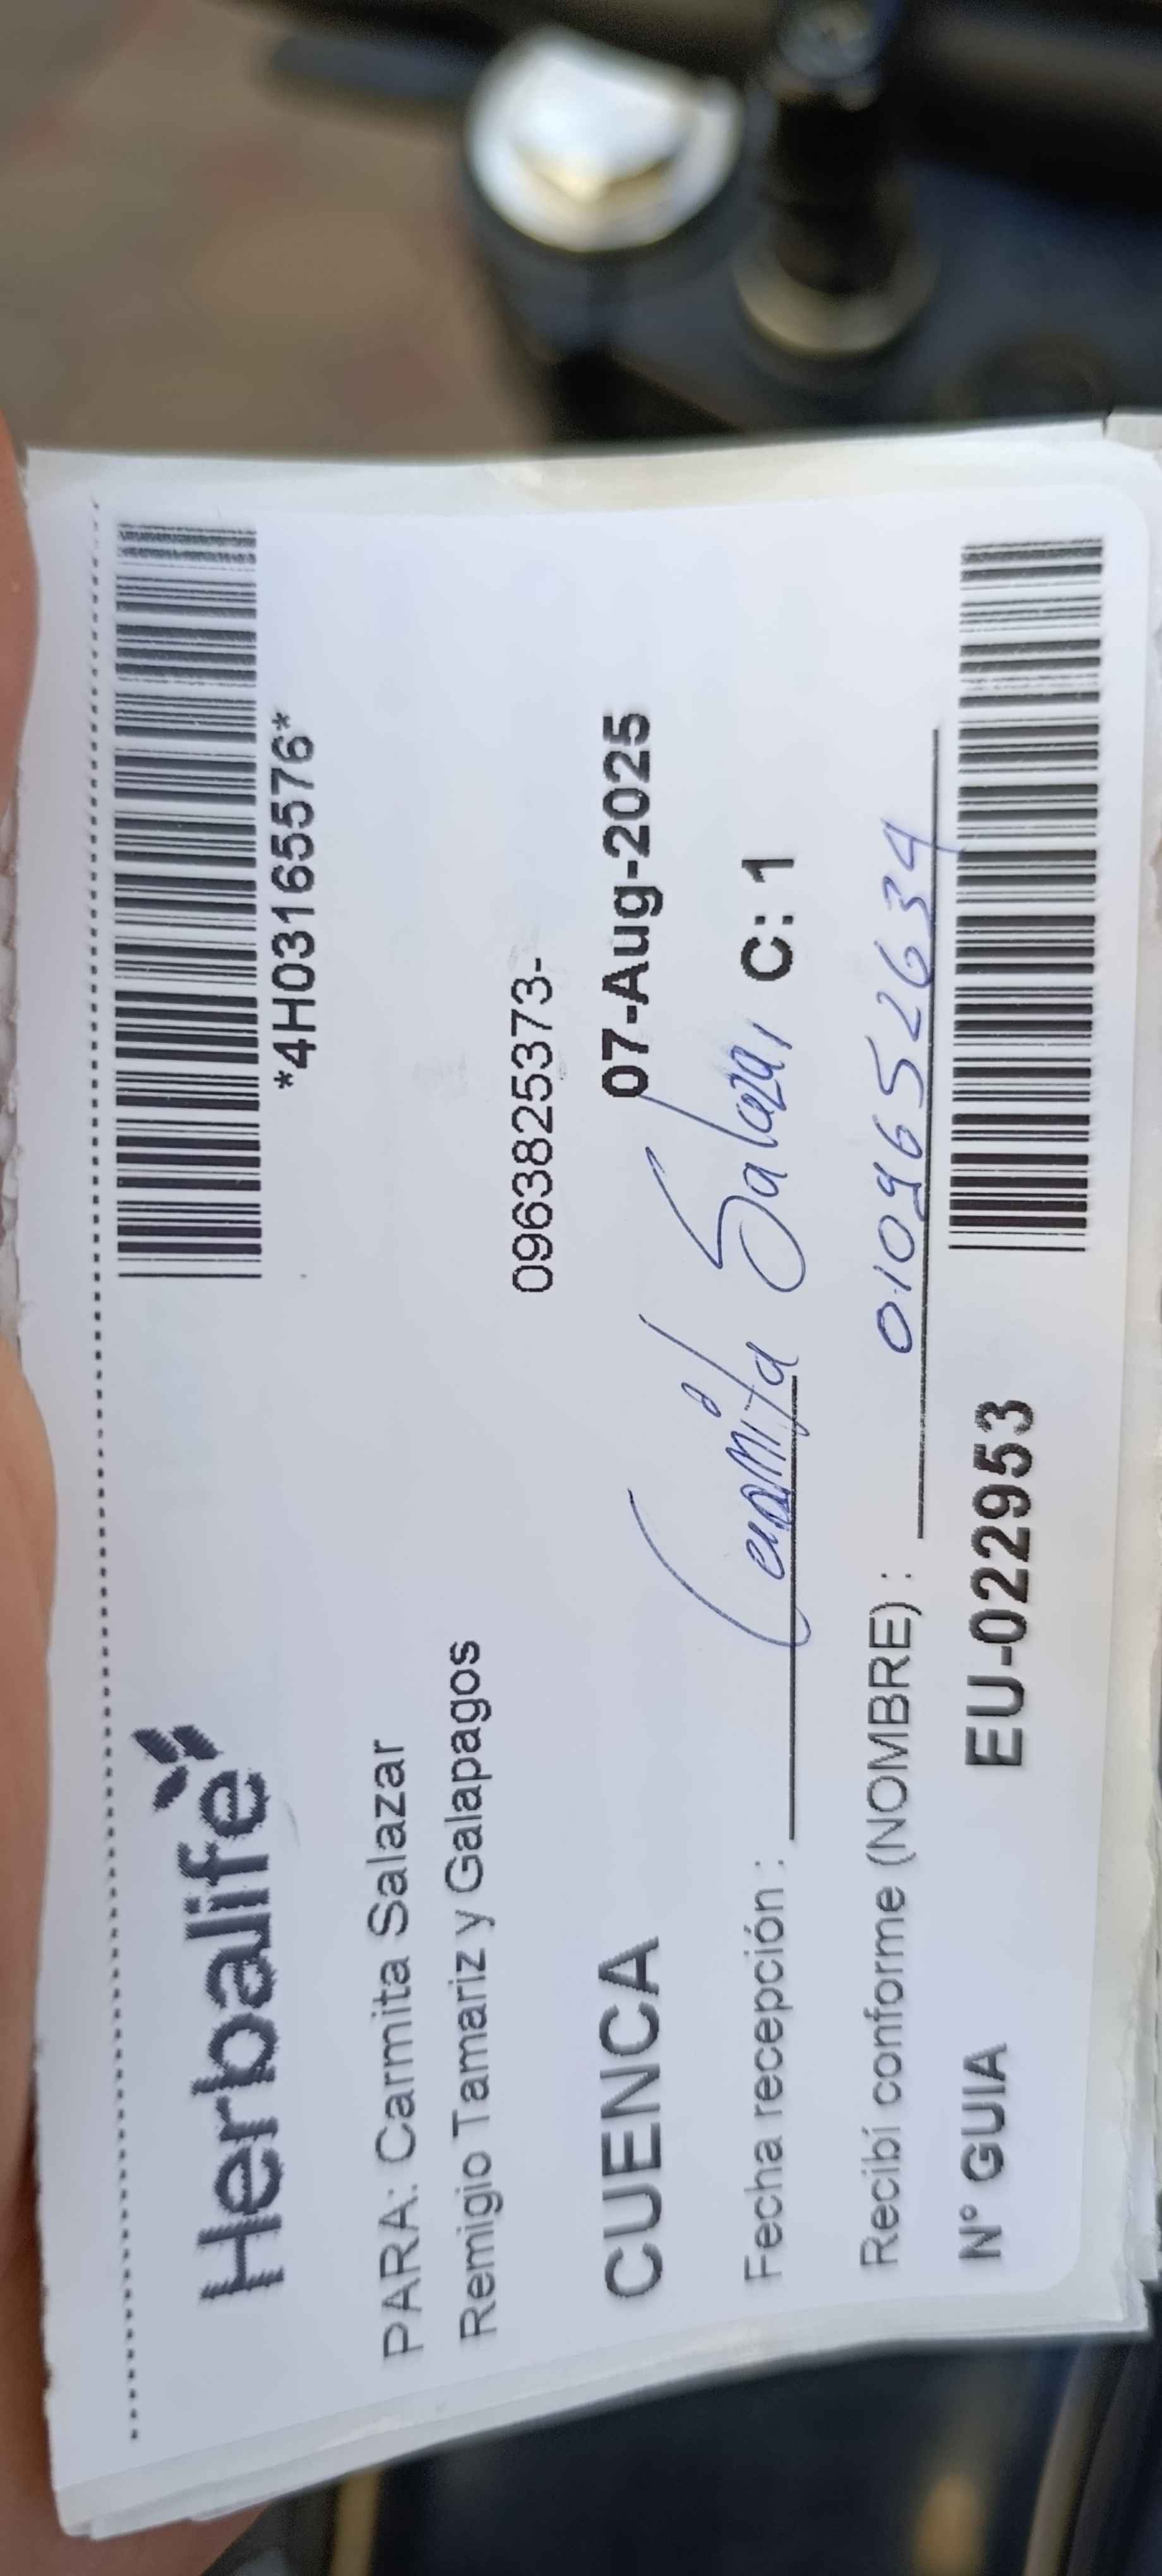 Herbalife
*4H03165576*
PARA: Carmita Salazar
Remigio Tamariz y Galapagos
0963825373-
CUENCA
07-Aug-2025
Fecha recepción : Carmita Salazar C: 1
Recibí conforme (NOMBRE) : 0109652634
N° GUIA EU-022953